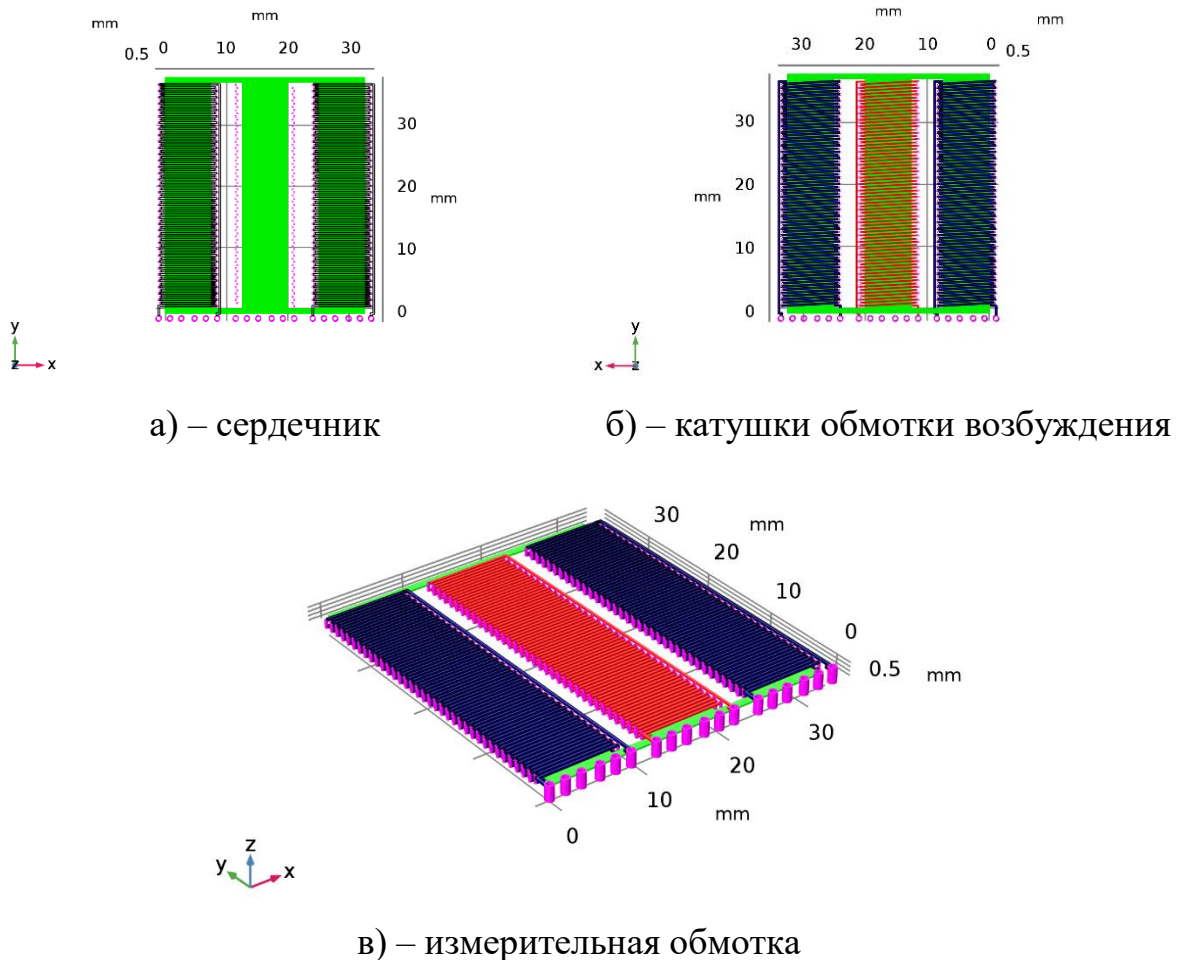 mm
mm
0.5 0 10 20 30
30
20
mm
10
0
y
z x
mm
mm
30 20 10 0 0.5
30
20
mm
10
0
y
x z
а) – сердечник
б) – катушки обмотки возбуждения
30
mm
20
10
0
0.5 mm
30
20
10
mm
0
z
y
x
в) – измерительная обмотка